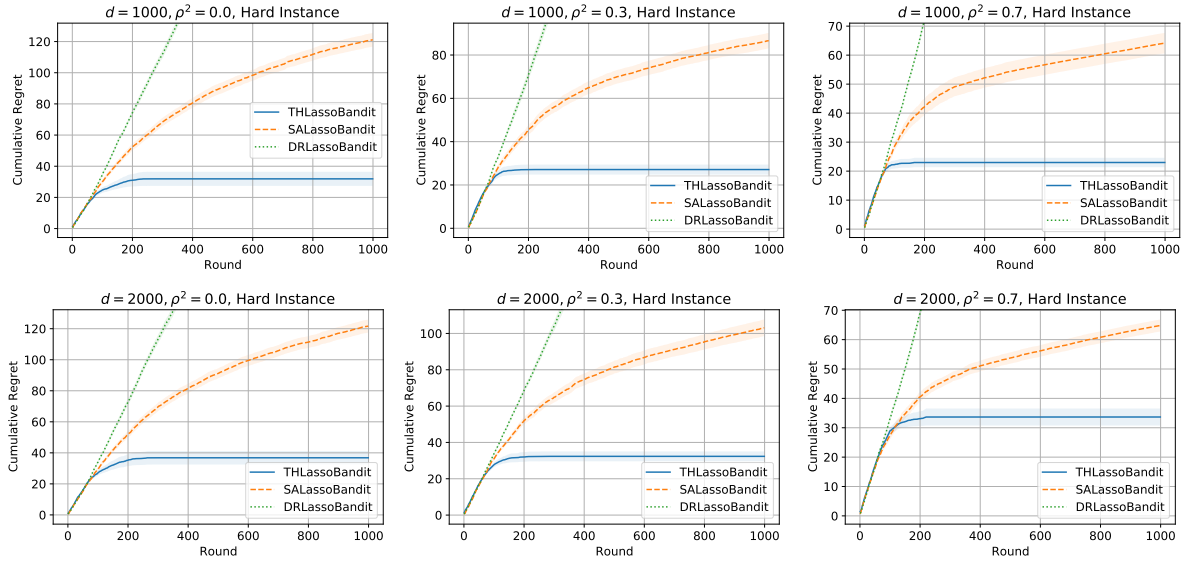 d = 1000, ρ² = 0.0, Hard Instance
Cumulative Regret
120
100
80
60
40
20
0
THLassoBandit
SALassoBandit
DRLassoBandit
0 200 400 600 800 1000
Round
d = 1000, ρ² = 0.3, Hard Instance
Cumulative Regret
80
60
40
20
0
THLassoBandit
SALassoBandit
DRLassoBandit
0 200 400 600 800 1000
Round
d = 1000, ρ² = 0.7, Hard Instance
Cumulative Regret
70
60
50
40
30
20
10
0
THLassoBandit
SALassoBandit
DRLassoBandit
0 200 400 600 800 1000
Round
d = 2000, ρ² = 0.0, Hard Instance
Cumulative Regret
120
100
80
60
40
20
0
THLassoBandit
SALassoBandit
DRLassoBandit
0 200 400 600 800 1000
Round
d = 2000, ρ² = 0.3, Hard Instance
Cumulative Regret
100
80
60
40
20
0
THLassoBandit
SALassoBandit
DRLassoBandit
0 200 400 600 800 1000
Round
d = 2000, ρ² = 0.7, Hard Instance
Cumulative Regret
70
60
50
40
30
20
10
0
THLassoBandit
SALassoBandit
DRLassoBandit
0 200 400 600 800 1000
Round